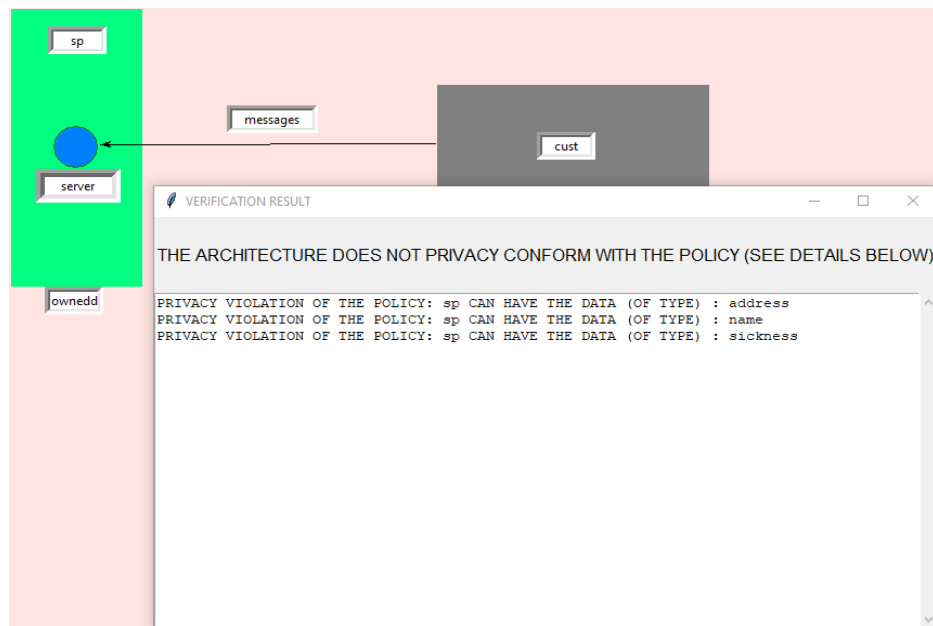 sp
messages
cust
server
VERIFICATION RESULT
THE ARCHITECTURE DOES NOT PRIVACY CONFORM WITH THE POLICY (SEE DETAILS BELOW)
ownedd
PRIVACY VIOLATION OF THE POLICY: sp CAN HAVE THE DATA (OF TYPE) : address
PRIVACY VIOLATION OF THE POLICY: sp CAN HAVE THE DATA (OF TYPE) : name
PRIVACY VIOLATION OF THE POLICY: sp CAN HAVE THE DATA (OF TYPE) : sickness